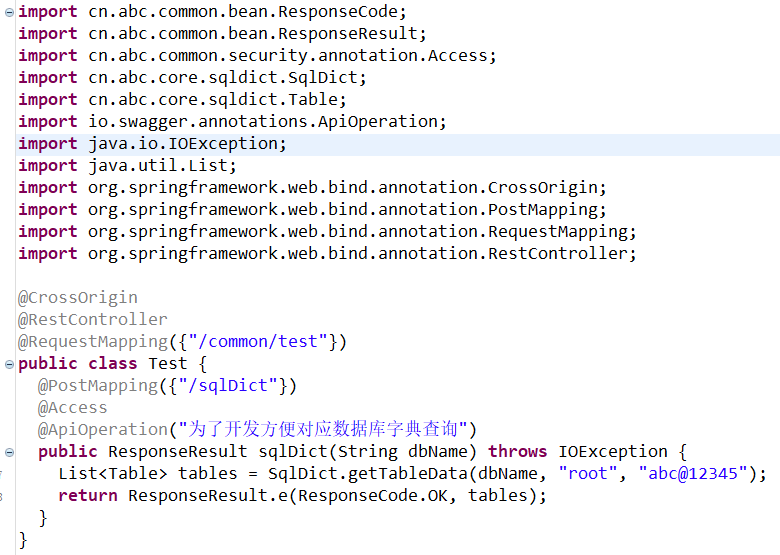 import cn.abc.common.bean.ResponseCode;
import cn.abc.common.bean.ResponseResult;
import cn.abc.common.security.annotation.Access;
import cn.abc.core.sqldict.SqlDict;
import cn.abc.core.sqldict.Table;
import io.swagger.annotations.ApiOperation;
import java.io.IOException;
import java.util.List;
import org.springframework.web.bind.annotation.CrossOrigin;
import org.springframework.web.bind.annotation.PostMapping;
import org.springframework.web.bind.annotation.RequestMapping;
import org.springframework.web.bind.annotation.RestController;

@CrossOrigin
@RestController
@RequestMapping({"/common/test"})
public class Test {
  @PostMapping({"/sqlDict"})
  @Access
  @ApiOperation("为了开发方便对应数据库字典查询")
  public ResponseResult sqlDict(String dbName) throws IOException {
    List<Table> tables = SqlDict.getTableData(dbName, "root", "abc@12345");
    return ResponseResult.e(ResponseCode.OK, tables);
  }
}